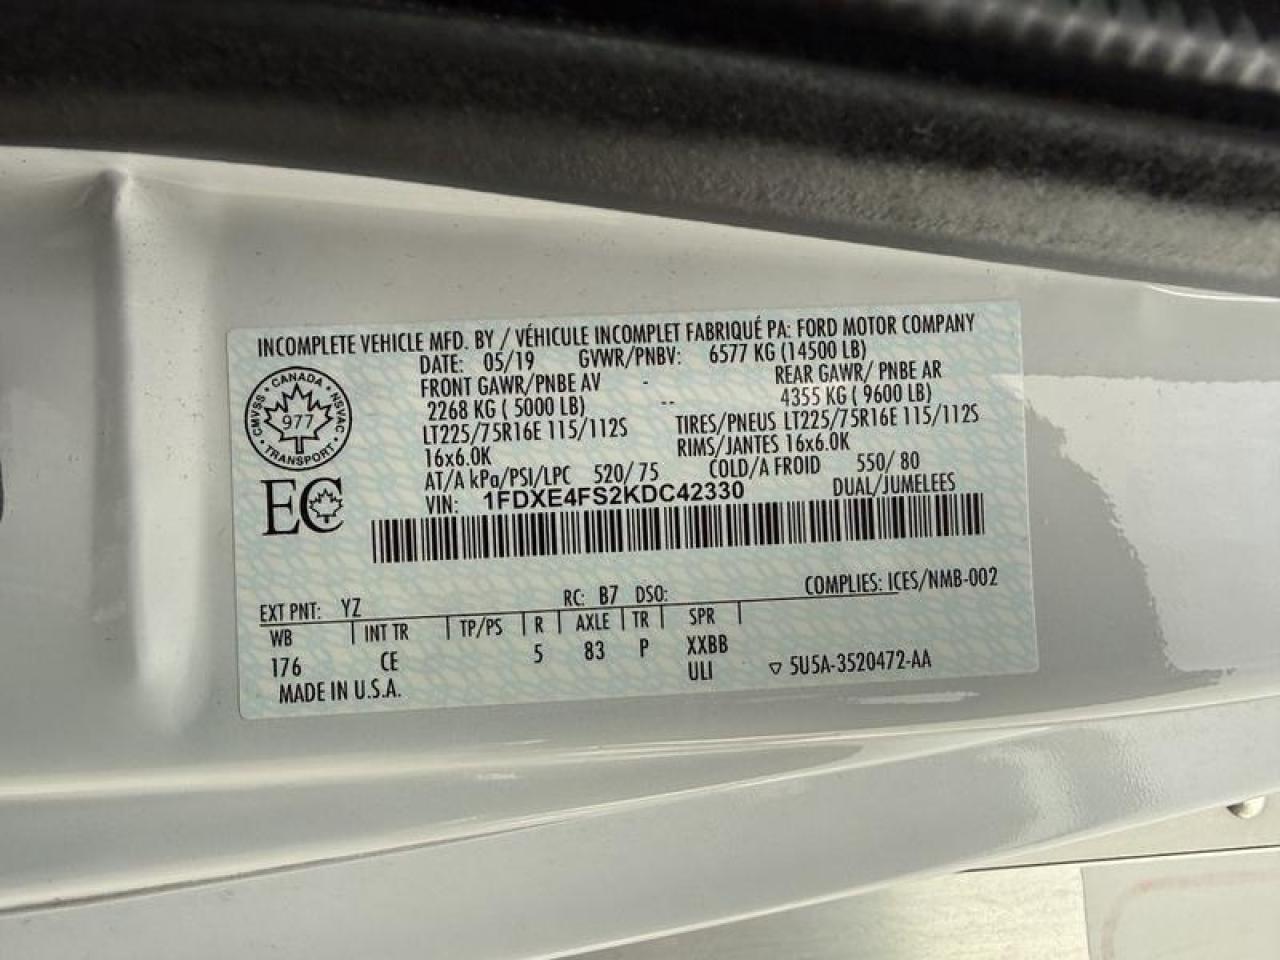 INCOMPLETE VEHICLE MFD. BY / VÉHICULE INCOMPLET FABRIQUÉ PA: FORD MOTOR COMPANY
DATE: 05/19 GVWR/PNBV: 6577 KG (14500 LB)
FRONT GAWR/PNBE AV - REAR GAWR/ PNBE AR
2268 KG ( 5000 LB) -- 4355 KG ( 9600 LB)
LT225/75R16E 115/112S TIRES/PNEUS LT225/75R16E 115/112S
16x6.0K RIMS/JANTES 16x6.0K
AT/A kPa/PSI/LPC 520/ 75 COLD/A FROID 550/ 80
VIN: 1FDXE4FS2KDC42330 DUAL/JUMELEES
CANADA
CMVSS • NSVAC
977
TRANSPORT
EC
COMPLIES: ICES/NMB-002
EXT PNT: YZ RC: B7 DSO:
WB INT TR TP/PS R AXLE TR SPR
176 CE 5 83 P XXBB
MADE IN U.S.A. ULI ▽ 5U5A-3520472-AA